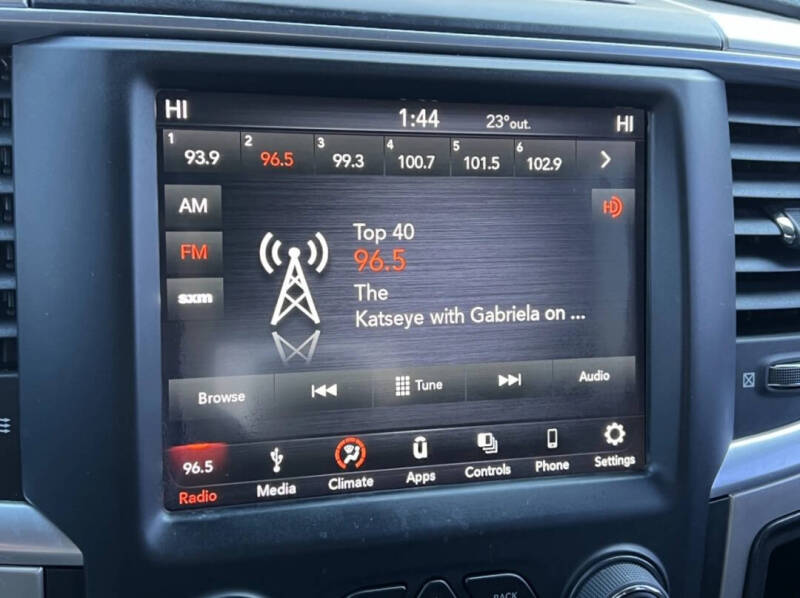 HI 1:44 23°out. HI
1 93.9 2 96.5 3 99.3 4 100.7 5 101.5 6 102.9
AM
HD
Top 40
FM
96.5
sxm
The
Katseye with Gabriela on ...
Browse Tune Audio
96.5
Radio Media Climate Apps Controls Phone Settings
BACK